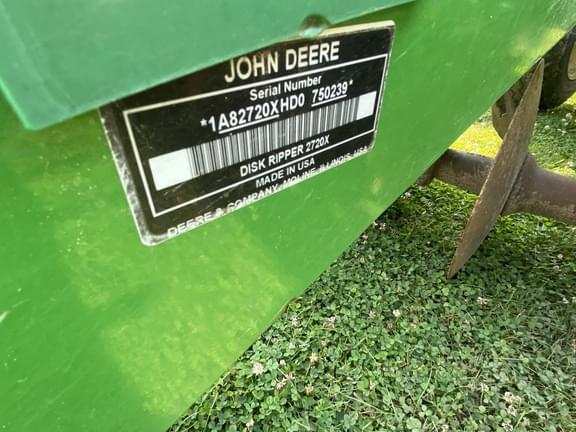 JOHN DEERE
Serial Number
*1A82720XHD0 750239*
DISK RIPPER 2720X
MADE IN USA
DEERE & COMPANY, MOLINE, ILLINOIS, USA